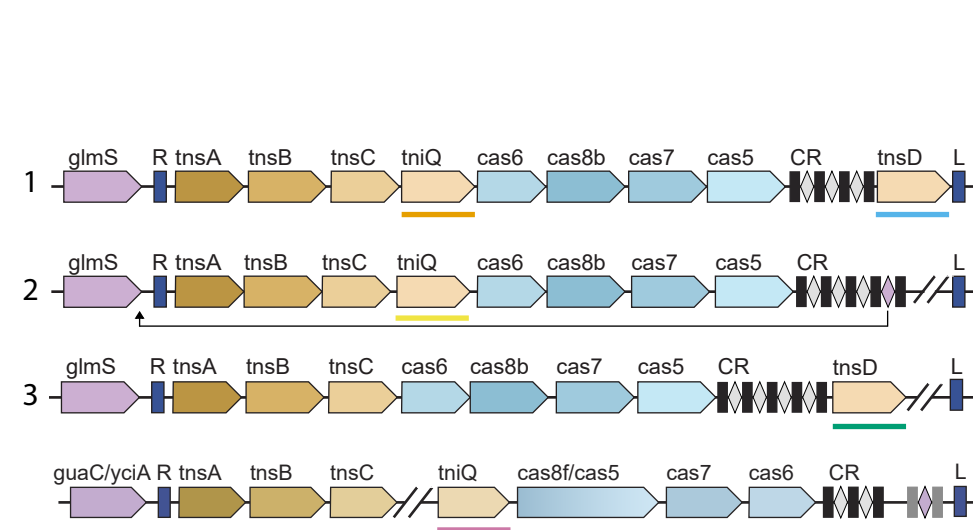 glmS R tnsA tnsB tnsC tniQ cas6 cas8b cas7 cas5 CR tnsD L
1
glmS R tnsA tnsB tnsC tniQ cas6 cas8b cas7 cas5 CR L
2
glmS R tnsA tnsB tnsC cas6 cas8b cas7 cas5 CR tnsD L
3
guaC/yciA R tnsA tnsB tnsC tniQ cas8f/cas5 cas7 cas6 CR L